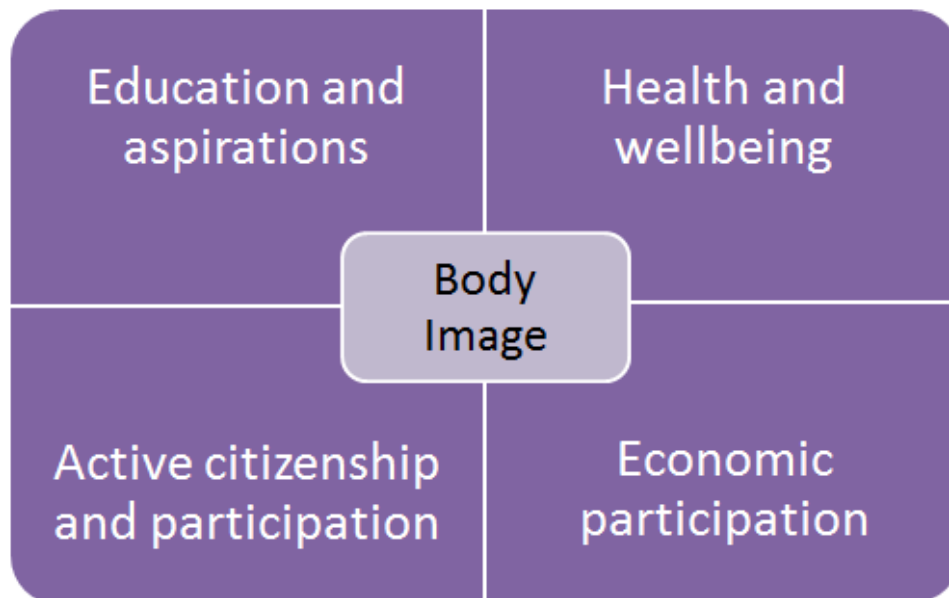 Education and
aspirations
Health and
wellbeing
Body
Image
Active citizenship
and participation
Economic
participation